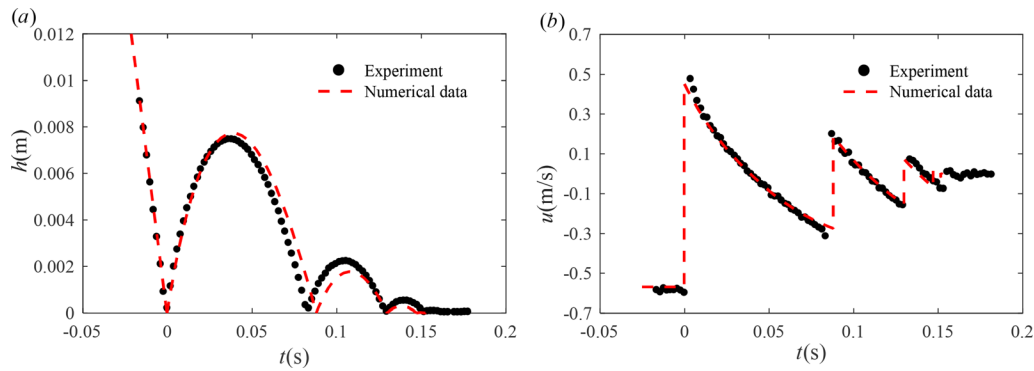 (a)
0.012
0.010
0.008
0.006
0.004
0.002
0
h(m)
-0.05
0
0.05
0.1
0.15
0.2
t(s)
Experiment
Numerical data
(b)
0.7
0.5
0.3
0.1
-0.1
-0.3
-0.5
-0.7
u(m/s)
-0.05
0
0.05
0.1
0.15
0.2
t(s)
Experiment
Numerical data